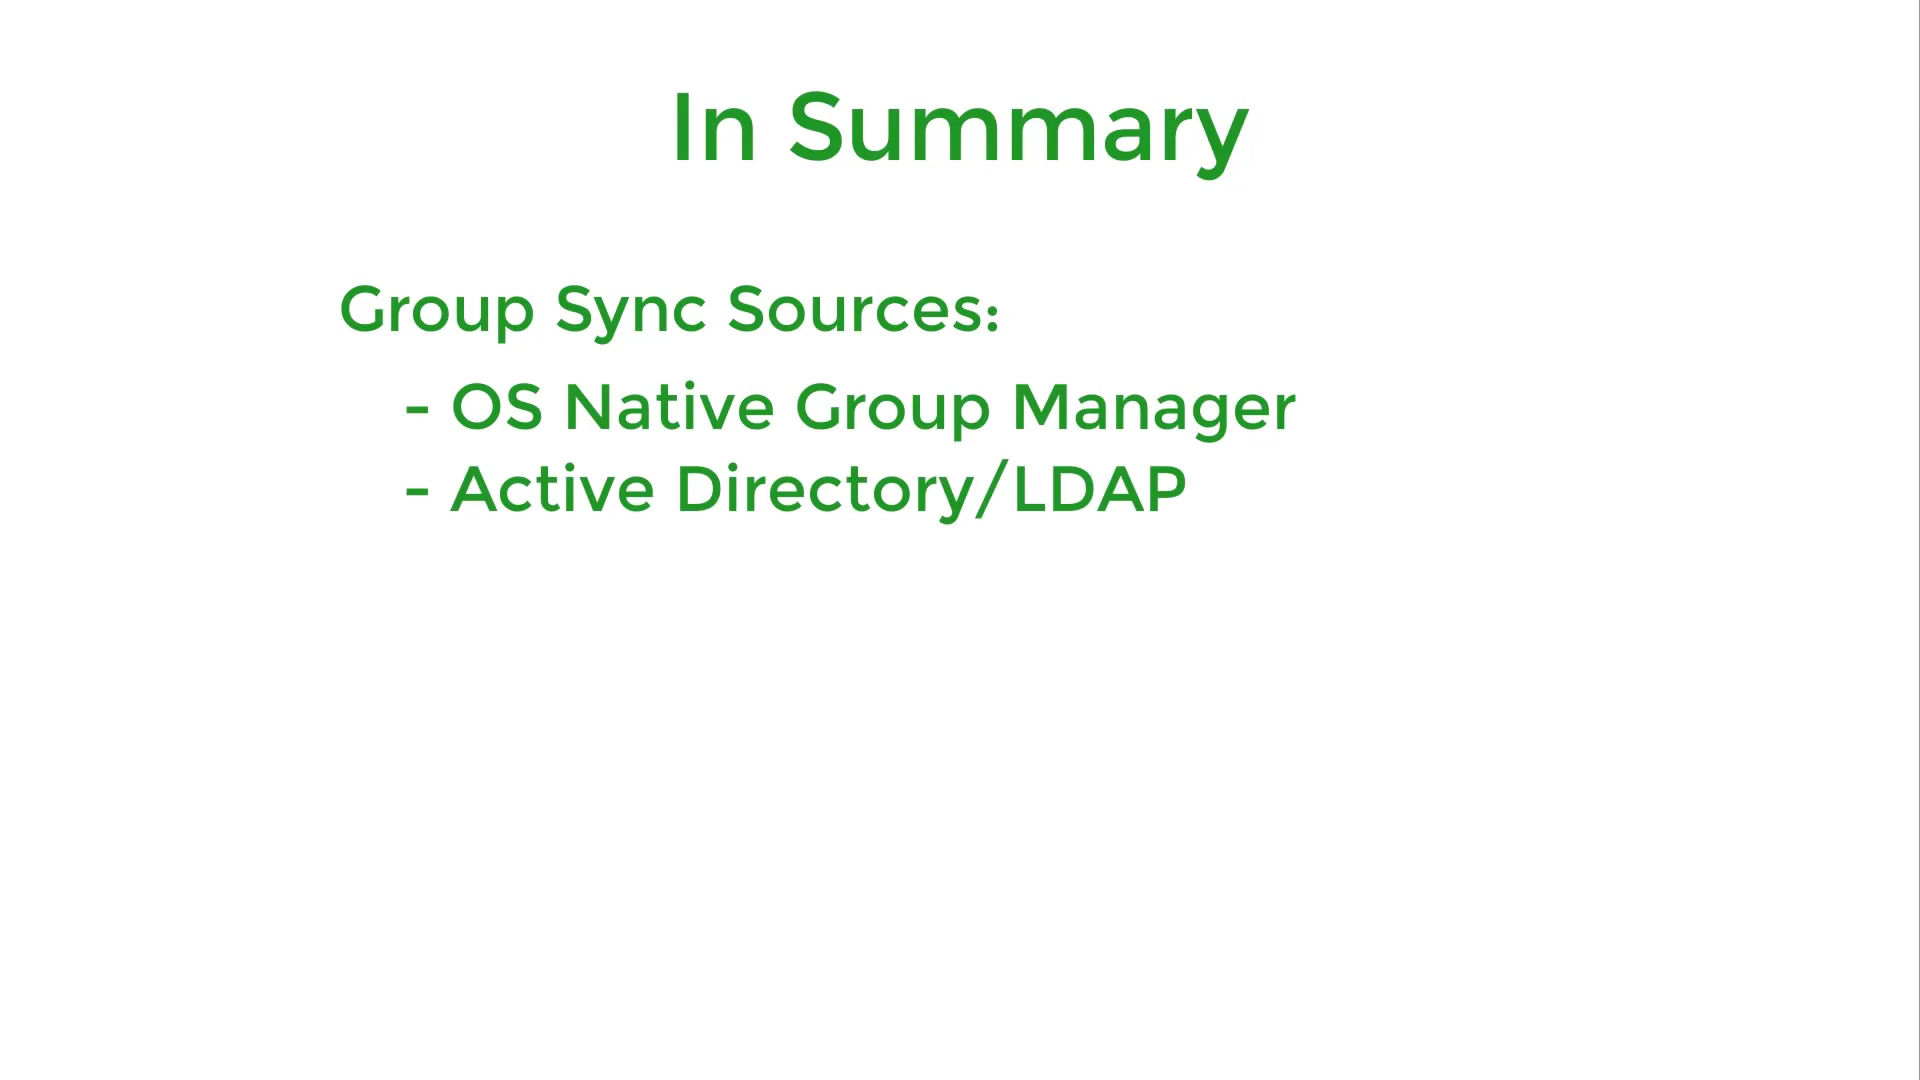 In Summary
Group Sync Sources:
- OS Native Group Manager
- Active Directory/LDAP